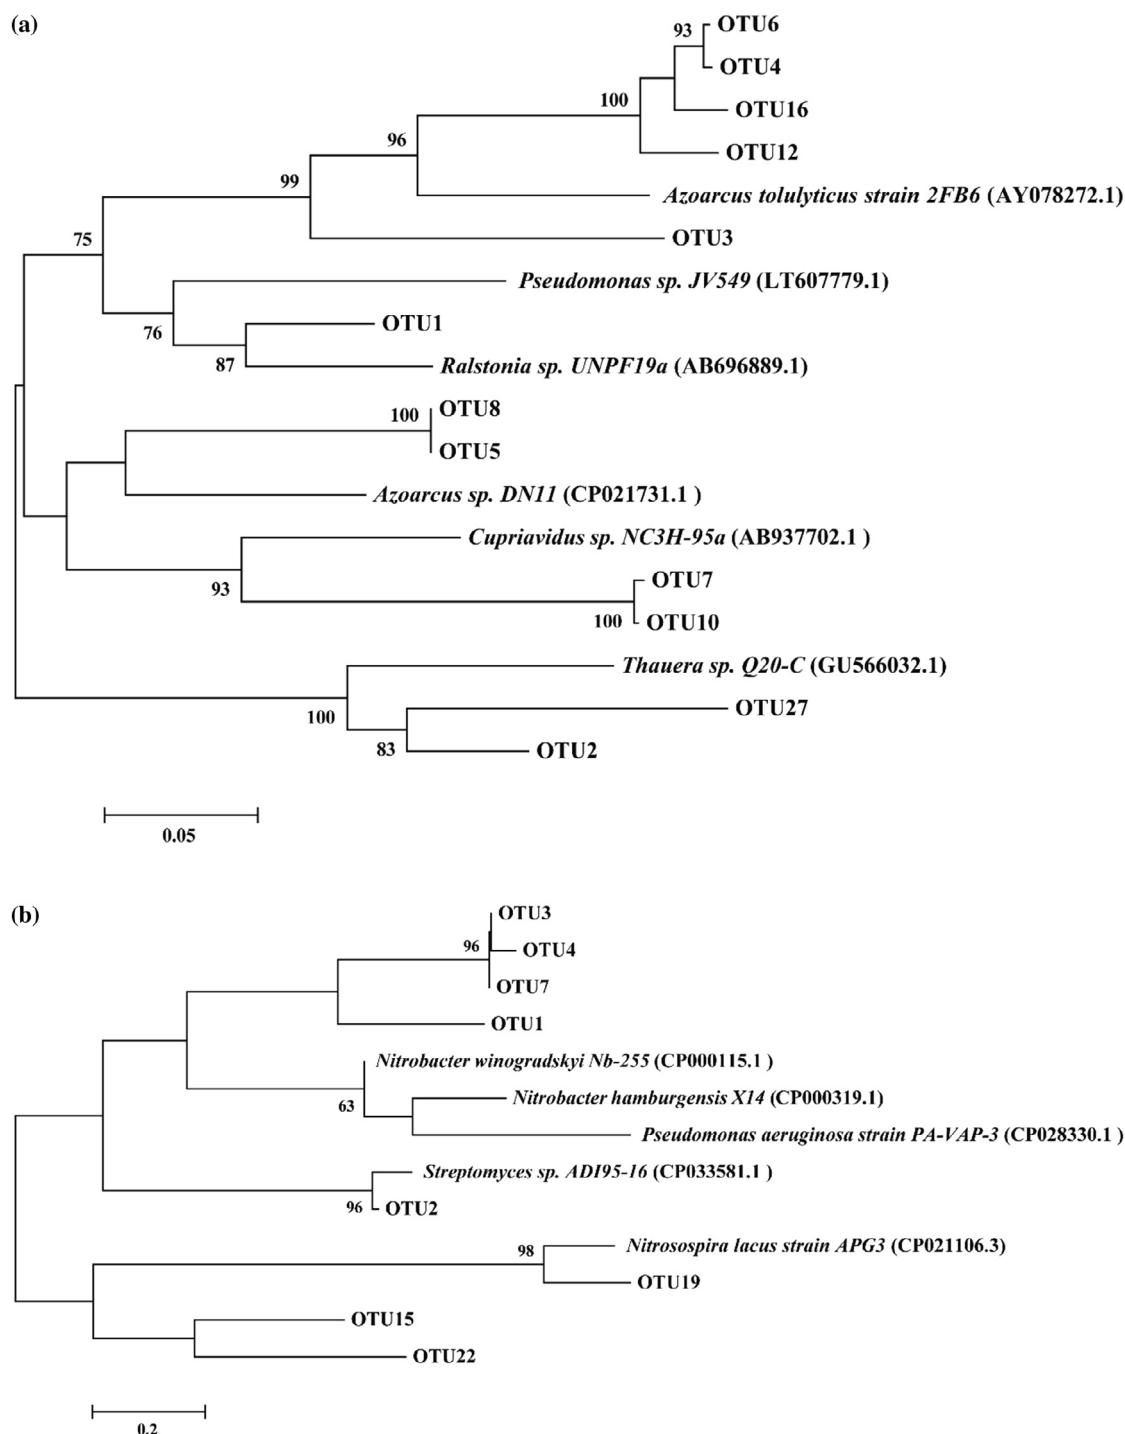 (a)
93
OTU6
OTU4
100
OTU16
96
OTU12
99
Azoarcus tolulyticus strain 2FB6 (AY078272.1)
75
OTU3
Pseudomonas sp. JV549 (LT607779.1)
76
OTU1
87
Ralstonia sp. UNPF19a (AB696889.1)
100
OTU8
OTU5
Azoarcus sp. DN11 (CP021731.1 )
Cupriavidus sp. NC3H-95a (AB937702.1 )
93
OTU7
100
OTU10
Thauera sp. Q20-C (GU566032.1)
100
OTU27
83
OTU2
0.05
(b)
OTU3
96
OTU4
OTU7
OTU1
Nitrobacter winogradskyi Nb-255 (CP000115.1 )
63
Nitrobacter hamburgensis X14 (CP000319.1)
Pseudomonas aeruginosa strain PA-VAP-3 (CP028330.1 )
Streptomyces sp. ADI95-16 (CP033581.1 )
96
OTU2
98
Nitrosospira lacus strain APG3 (CP021106.3)
OTU19
OTU15
OTU22
0.2